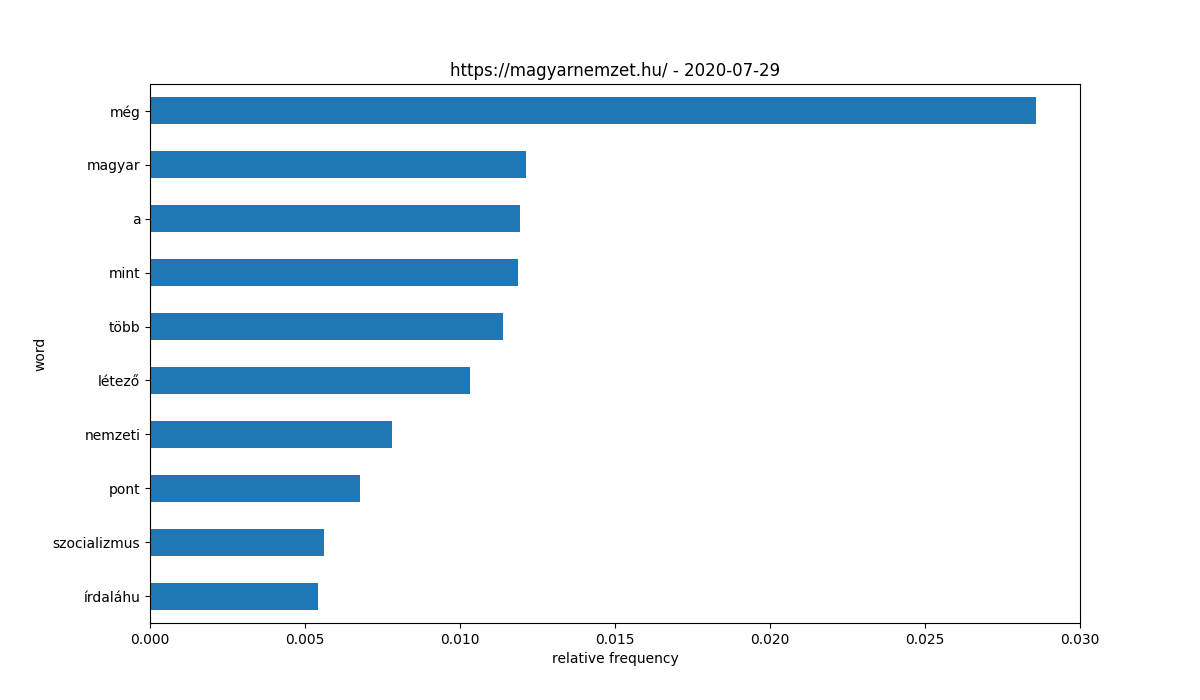 https://magyarnemzet.hu/ - 2020-07-29
word
még
magyar
a
mint
több
létező
nemzeti
pont
szocializmus
írdaláhu
0.000 0.005 0.010 0.015 0.020 0.025 0.030
relative frequency